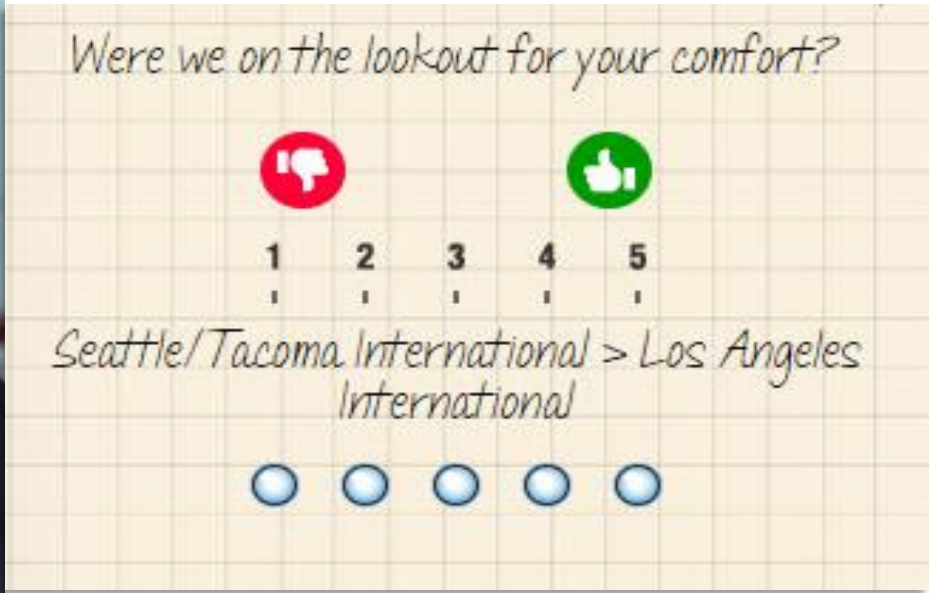 Were we on the lookout for your comfort?
1 2 3 4 5
Seattle/Tacoma International > Los Angeles
International